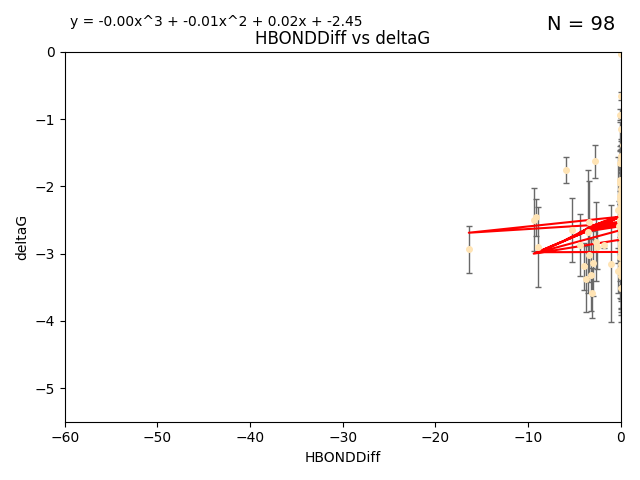 y = -0.00x^3 + -0.01x^2 + 0.02x + -2.45
N = 98
HBONDDiff vs deltaG
0
−1
−2
−3
−4
−5
deltaG
−60
−50
−40
−30
−20
−10
0
HBONDDiff